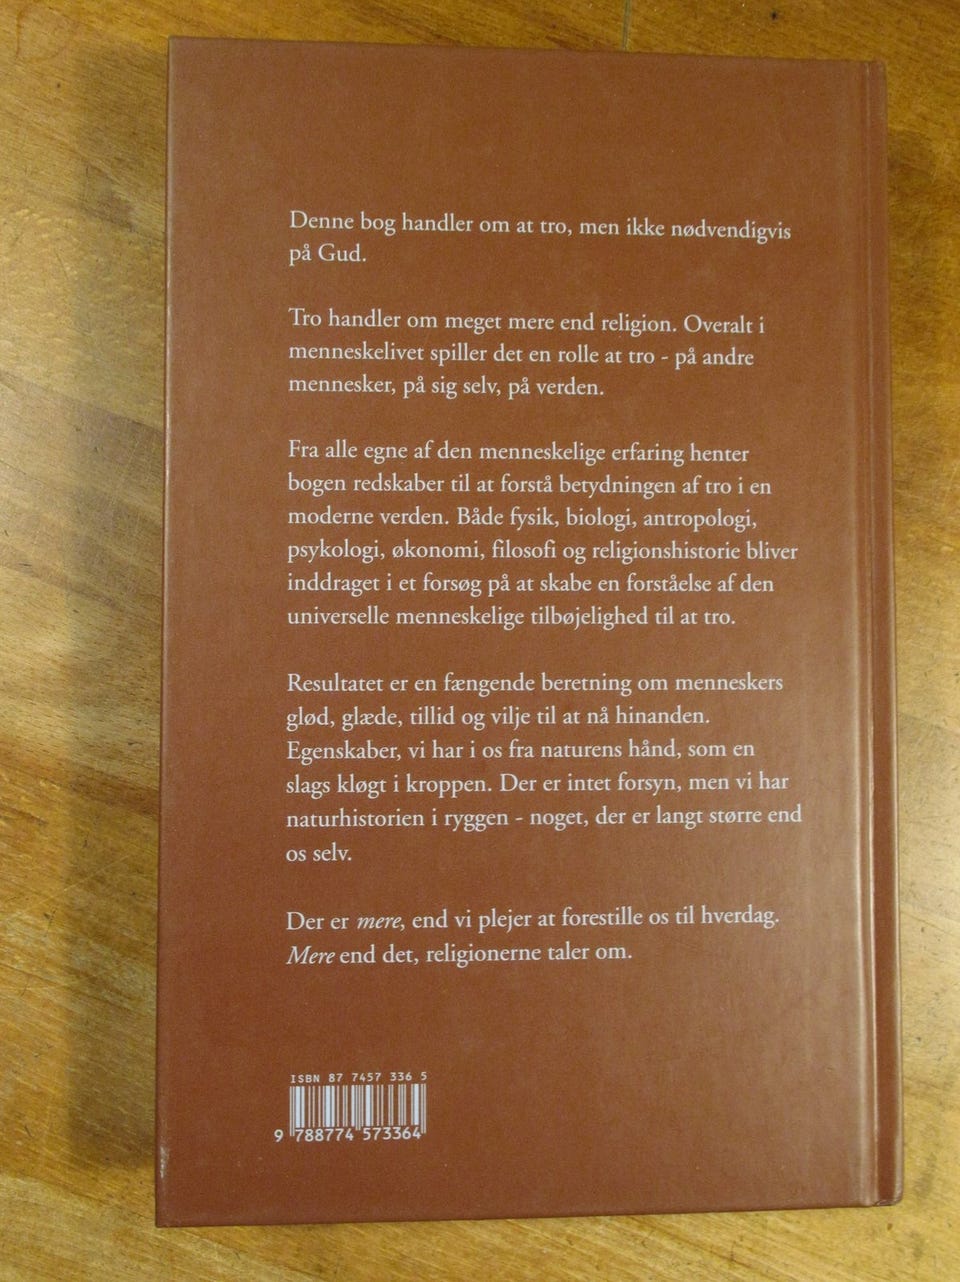 Denne bog handler om at tro, men ikke nødvendigvis
på Gud.
Tro handler om meget mere end religion. Overalt i
menneskelivet spiller det en rolle at tro - på andre
mennesker, på sig selv, på verden.
Fra alle egne af den menneskelige erfaring henter
bogen redskaber til at forstå betydningen af tro i en
moderne verden. Både fysik, biologi, antropologi,
psykologi, økonomi, filosofi og religionshistorie bliver
inddraget i et forsøg på at skabe en forståelse af den
universelle menneskelige tilbøjelighed til at tro.
Resultatet er en fængende beretning om menneskers
glød, glæde, tillid og vilje til at nå hinanden.
Egenskaber, vi har i os fra naturens hånd, som en
slags kløgt i kroppen. Der er intet forsyn, men vi har
naturhistorien i ryggen - noget, der er langt større end
os selv.
Der er mere, end vi plejer at forestille os til hverdag.
Mere end det, religionerne taler om.
ISBN 87 7457 336 5
9 788774 573364